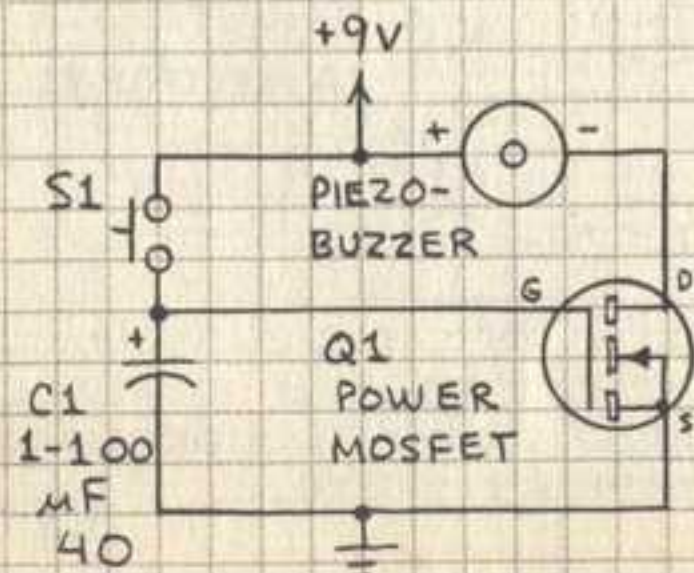 +9V
+
-
S1
PIEZO-
BUZZER
G
D
+
Q1
POWER
MOSFET
S
C1
1-100
μF
40